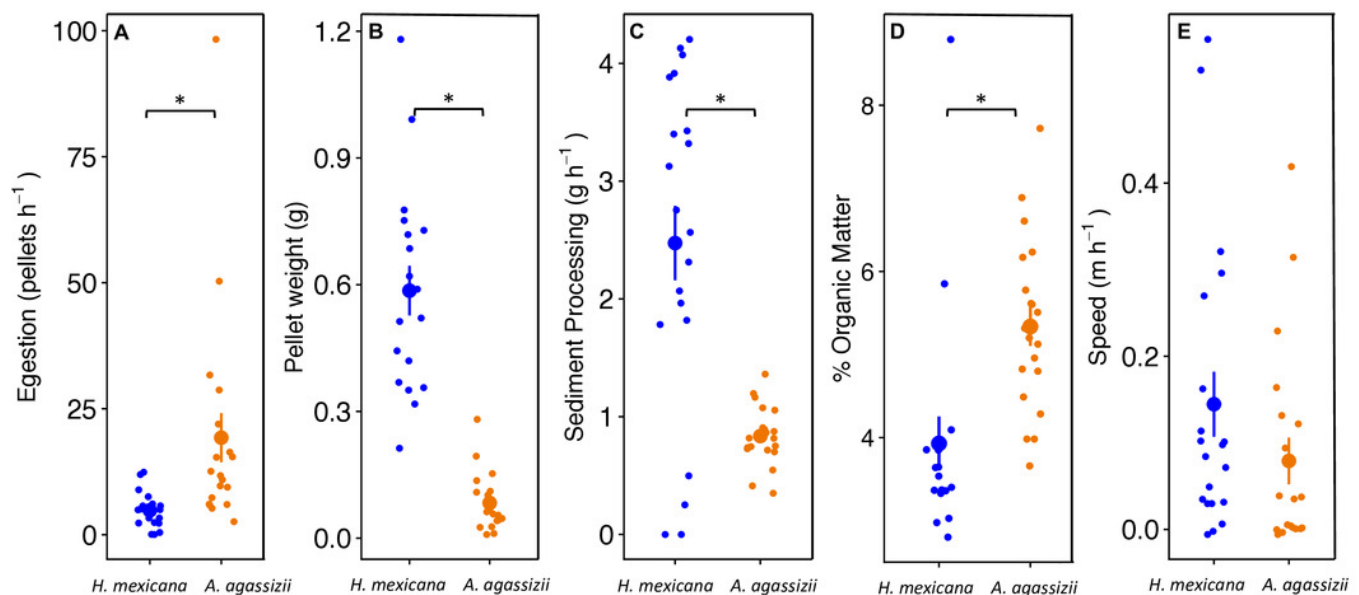 A
Egestion (pellets h⁻¹)
100
75
50
25
0
*
H. mexicana A. agassizii
B
Pellet weight (g)
1.2
0.9
0.6
0.3
0.0
*
H. mexicana A. agassizii
C
Sediment Processing (g h⁻¹)
4
3
2
1
0
*
H. mexicana A. agassizii
D
% Organic Matter
8
6
4
*
H. mexicana A. agassizii
E
Speed (m h⁻¹)
0.4
0.2
0.0
H. mexicana A. agassizii